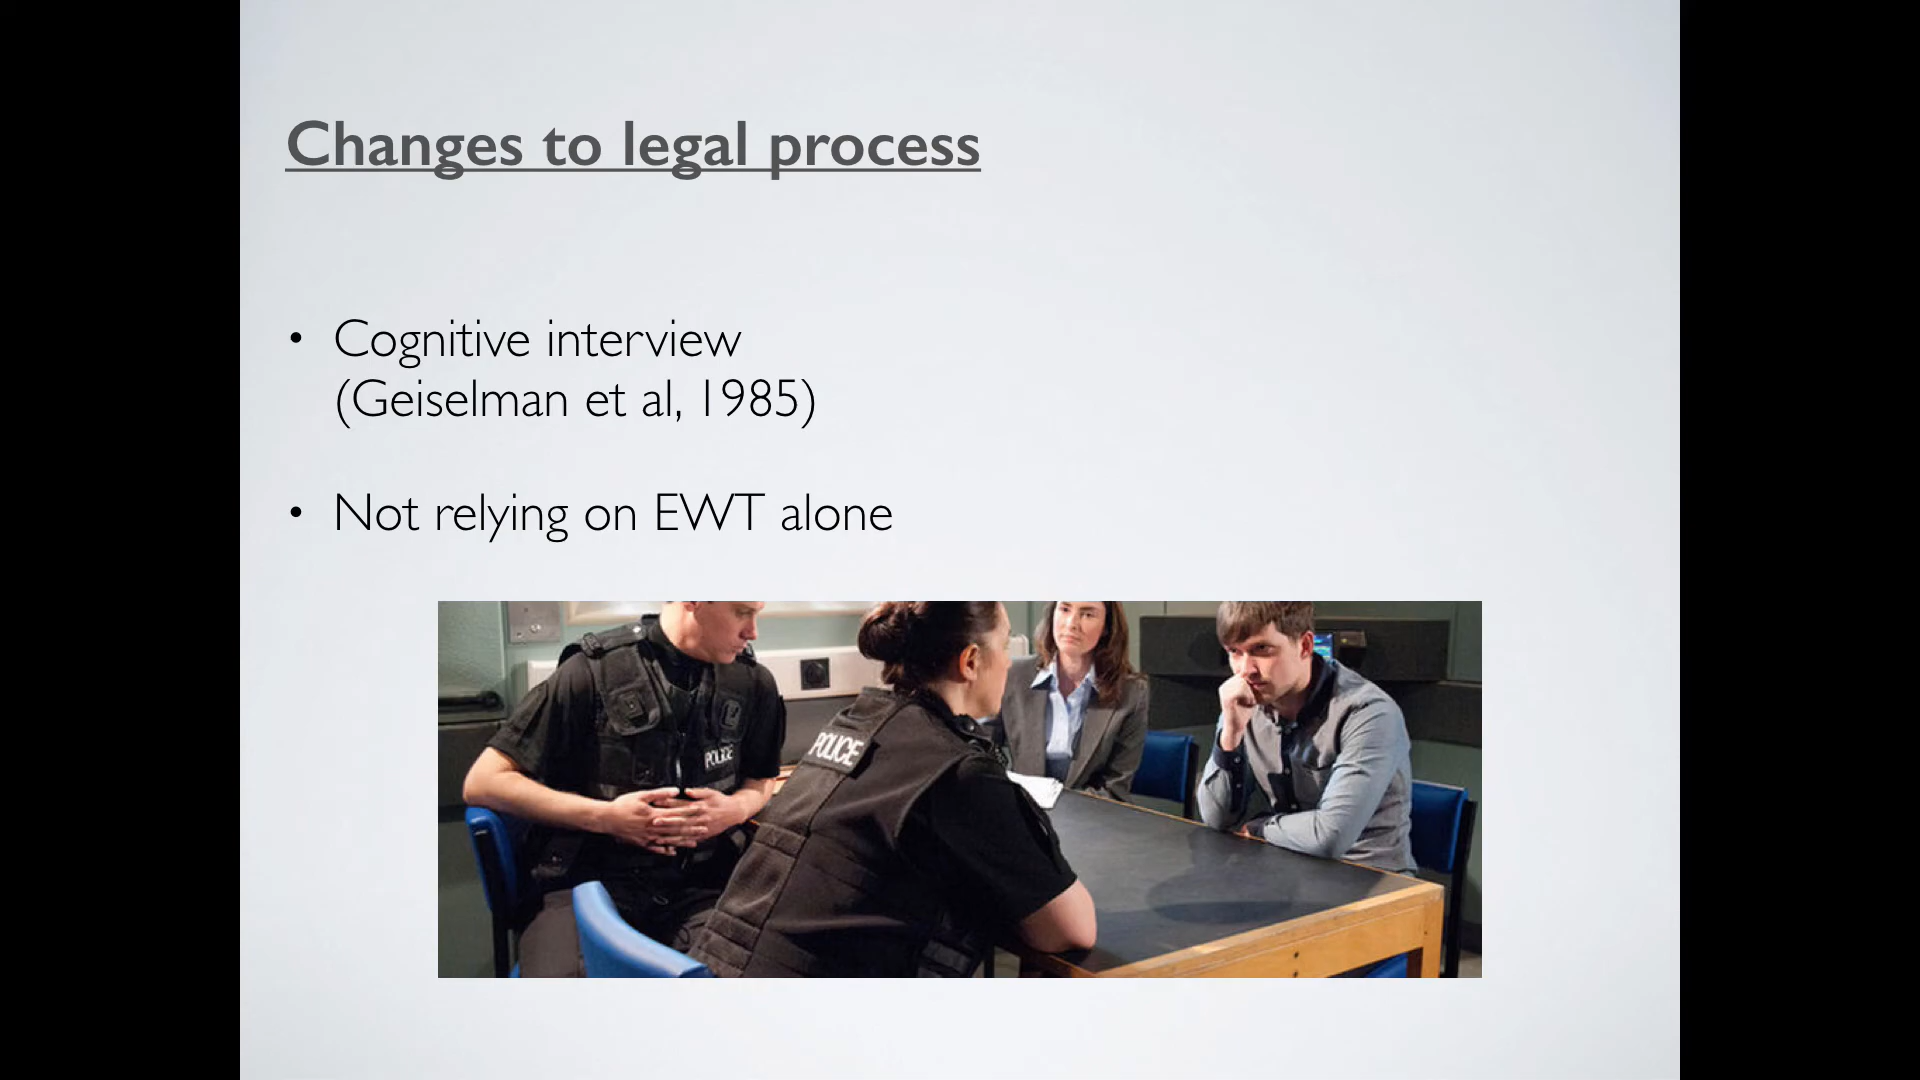 Changes to legal process
• Cognitive interview
(Geiselman et al, 1985)
• Not relying on EWT alone
POLICE
POLICE